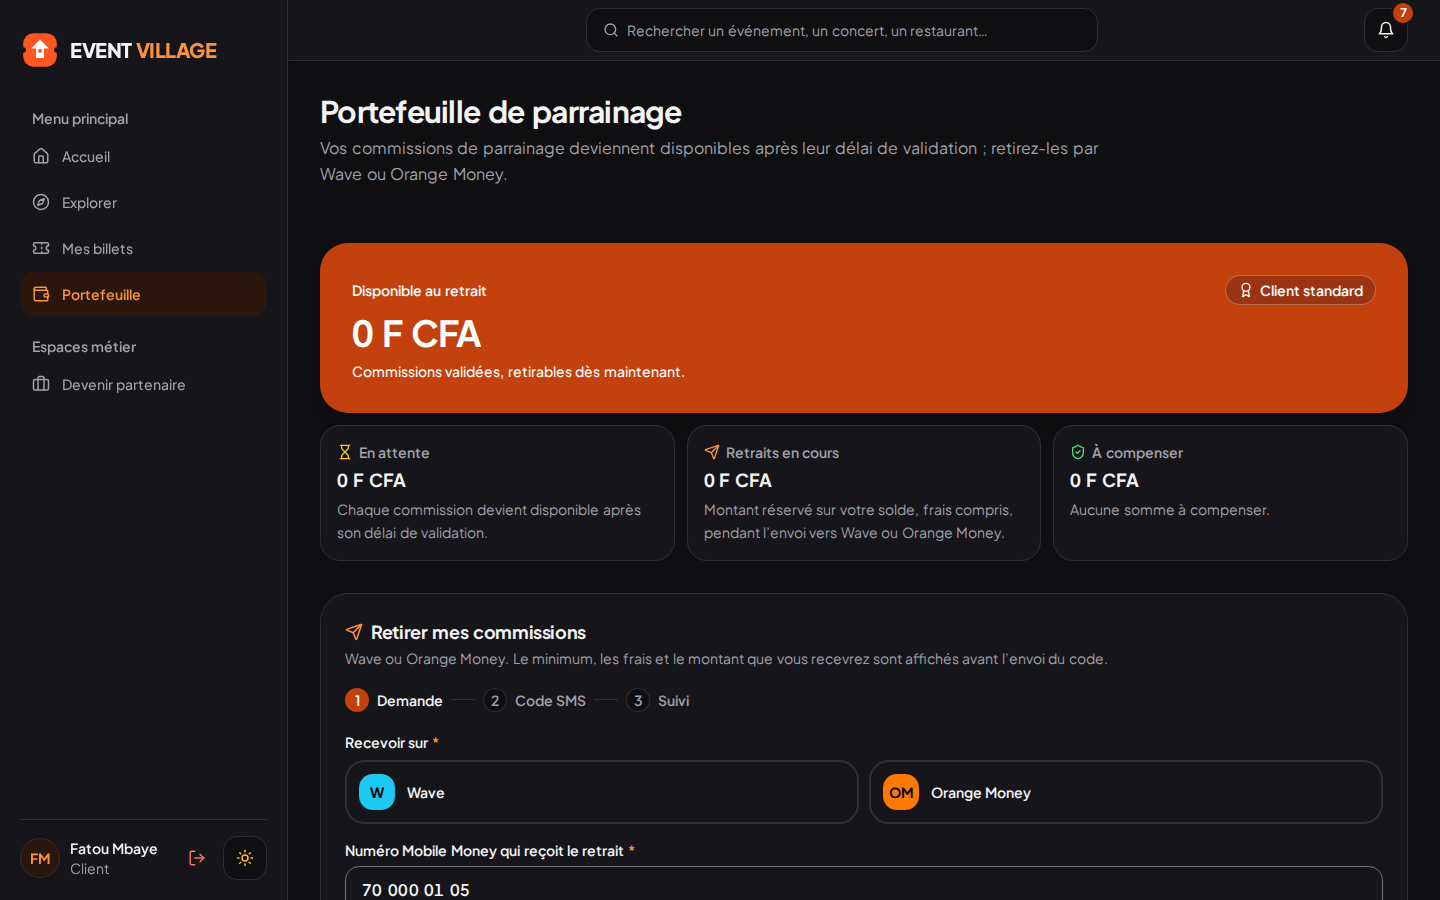 EVENT VILLAGE
Rechercher un événement, un concert, un restaurant...
7
Menu principal
Accueil
Explorer
Mes billets
Portefeuille
Espaces métier
Devenir partenaire
FM
Fatou Mbaye
Client
Portefeuille de parrainage
Vos commissions de parrainage deviennent disponibles après leur délai de validation ; retirez-les par
Wave ou Orange Money.
Disponible au retrait
Client standard
0 F CFA
Commissions validées, retirables dès maintenant.
En attente
0 F CFA
Chaque commission devient disponible après
son délai de validation.
Retraits en cours
0 F CFA
Montant réservé sur votre solde, frais compris,
pendant l'envoi vers Wave ou Orange Money.
À compenser
0 F CFA
Aucune somme à compenser.
Retirer mes commissions
Wave ou Orange Money. Le minimum, les frais et le montant que vous recevrez sont affichés avant l'envoi du code.
1 Demande 2 Code SMS 3 Suivi
Recevoir sur *
W Wave
OM Orange Money
Numéro Mobile Money qui reçoit le retrait *
70 000 01 05